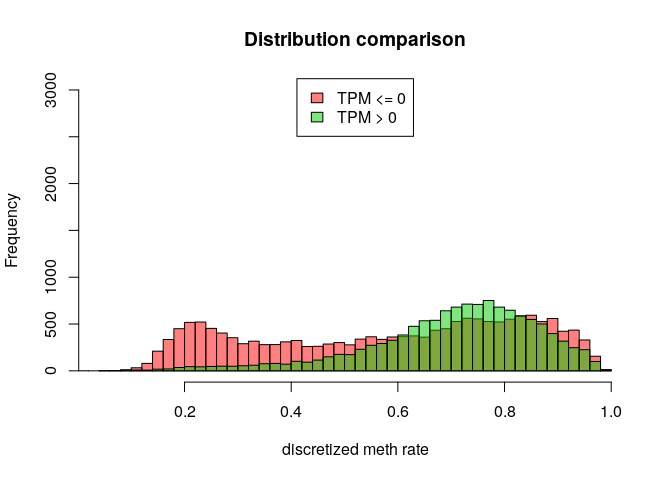 Distribution comparison
TPM <= 0
TPM > 0
Frequency
3000
1000
500
0
0.2 0.4 0.6 0.8 1.0
discretized meth rate